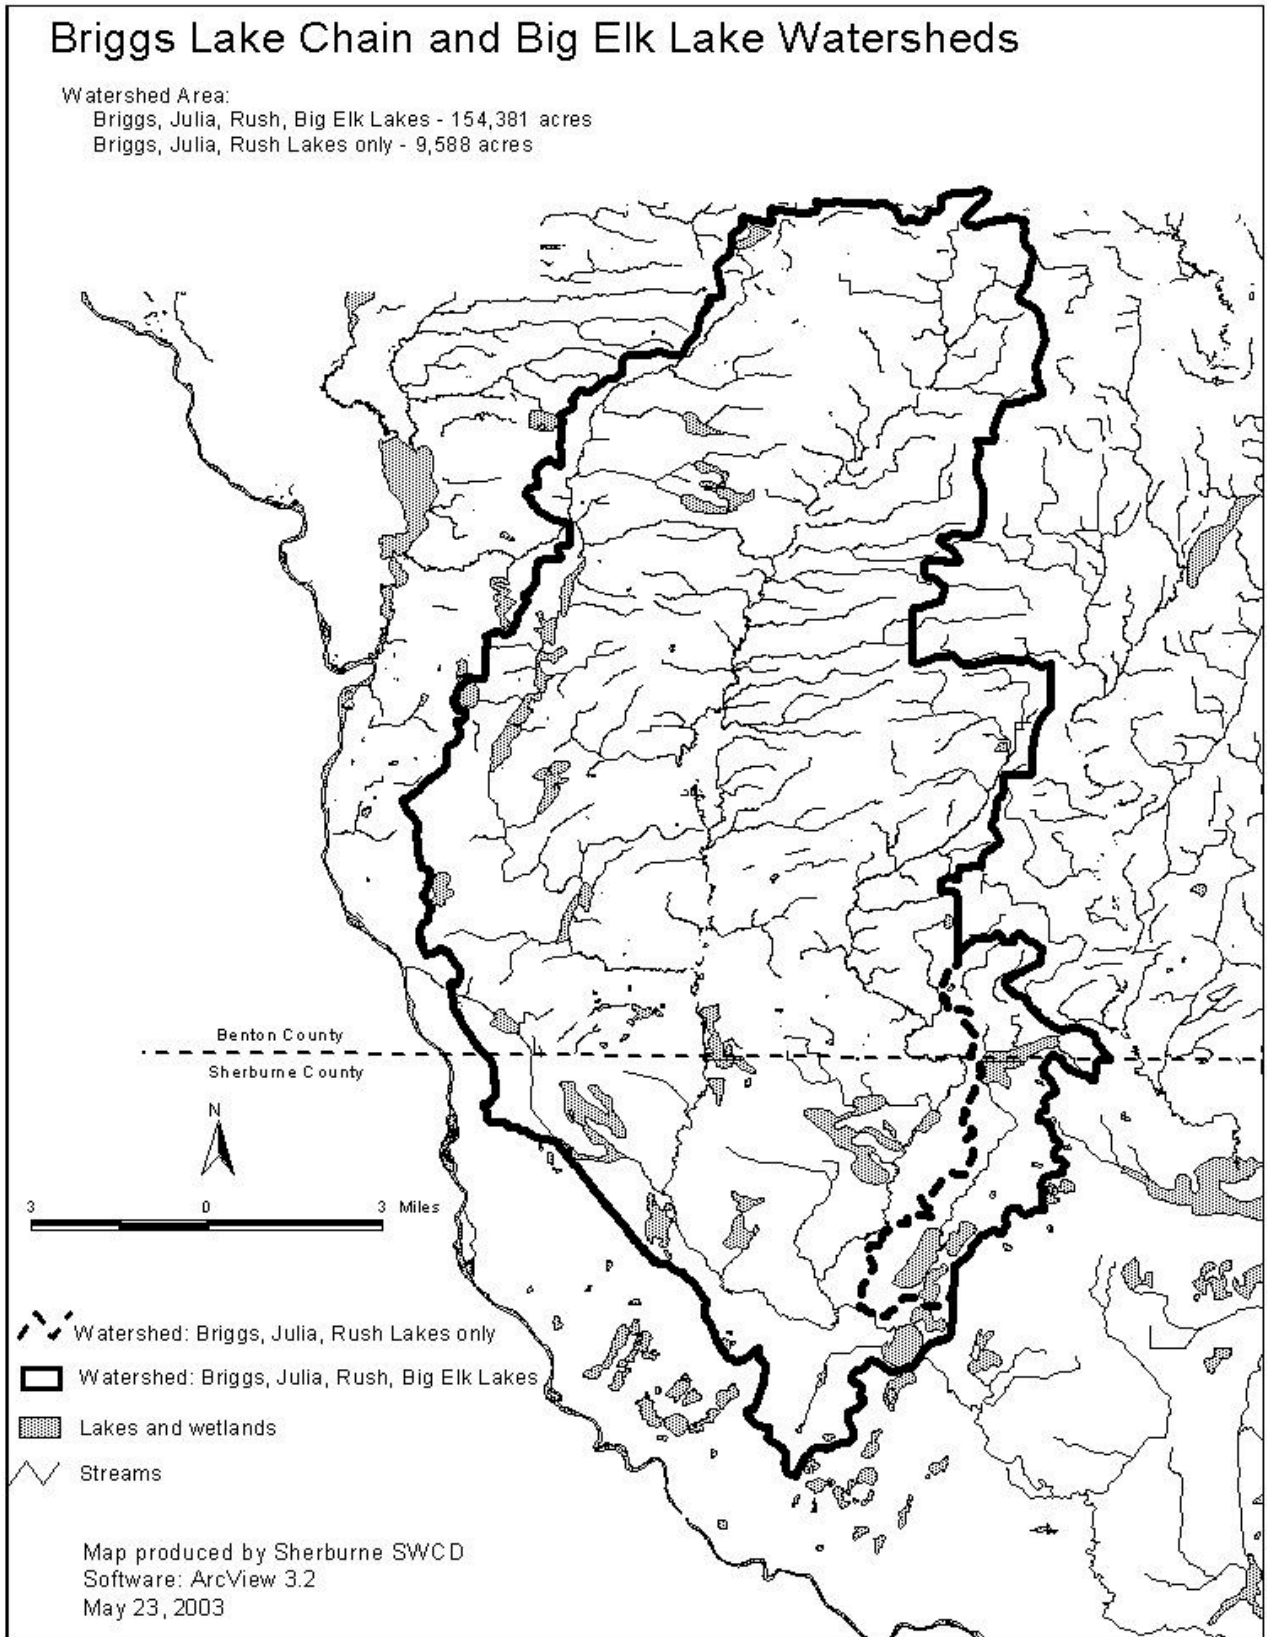 Briggs Lake Chain and Big Elk Lake Watersheds
Watershed Area:
Briggs, Julia, Rush, Big Elk Lakes - 154,381 acres
Briggs, Julia, Rush Lakes only - 9,588 acres
Benton County
Sherburne County
N
3 0 3 Miles
Watershed: Briggs, Julia, Rush Lakes only
Watershed: Briggs, Julia, Rush, Big Elk Lakes
Lakes and wetlands
Streams
Map produced by Sherburne SWCD
Software: ArcView 3.2
May 23, 2003